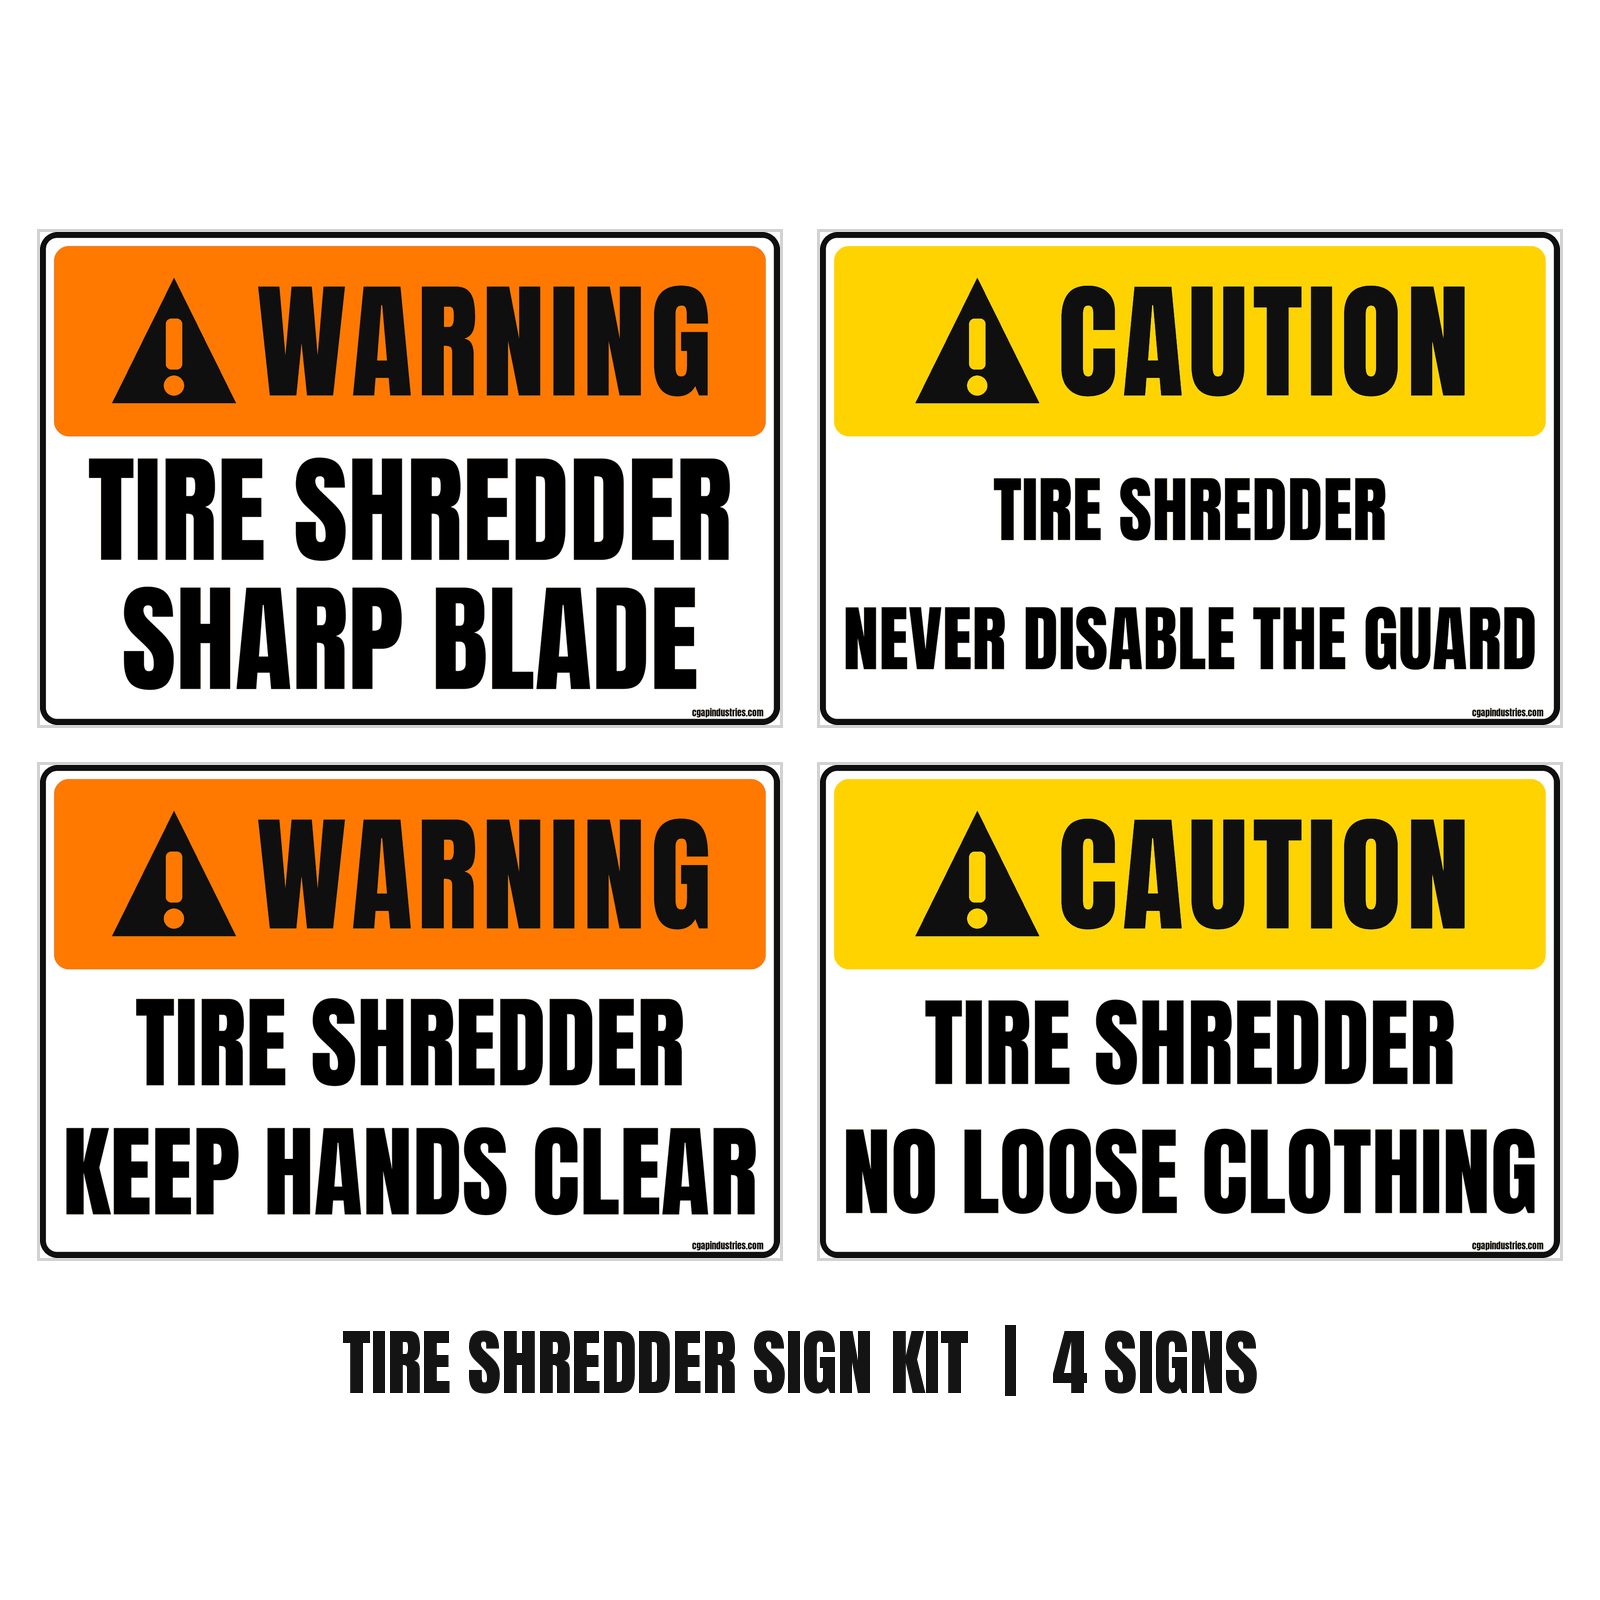 WARNING
TIRE SHREDDER
SHARP BLADE
cgapindustries.com
CAUTION
TIRE SHREDDER
NEVER DISABLE THE GUARD
cgapindustries.com
WARNING
TIRE SHREDDER
KEEP HANDS CLEAR
cgapindustries.com
CAUTION
TIRE SHREDDER
NO LOOSE CLOTHING
cgapindustries.com
TIRE SHREDDER SIGN KIT | 4 SIGNS